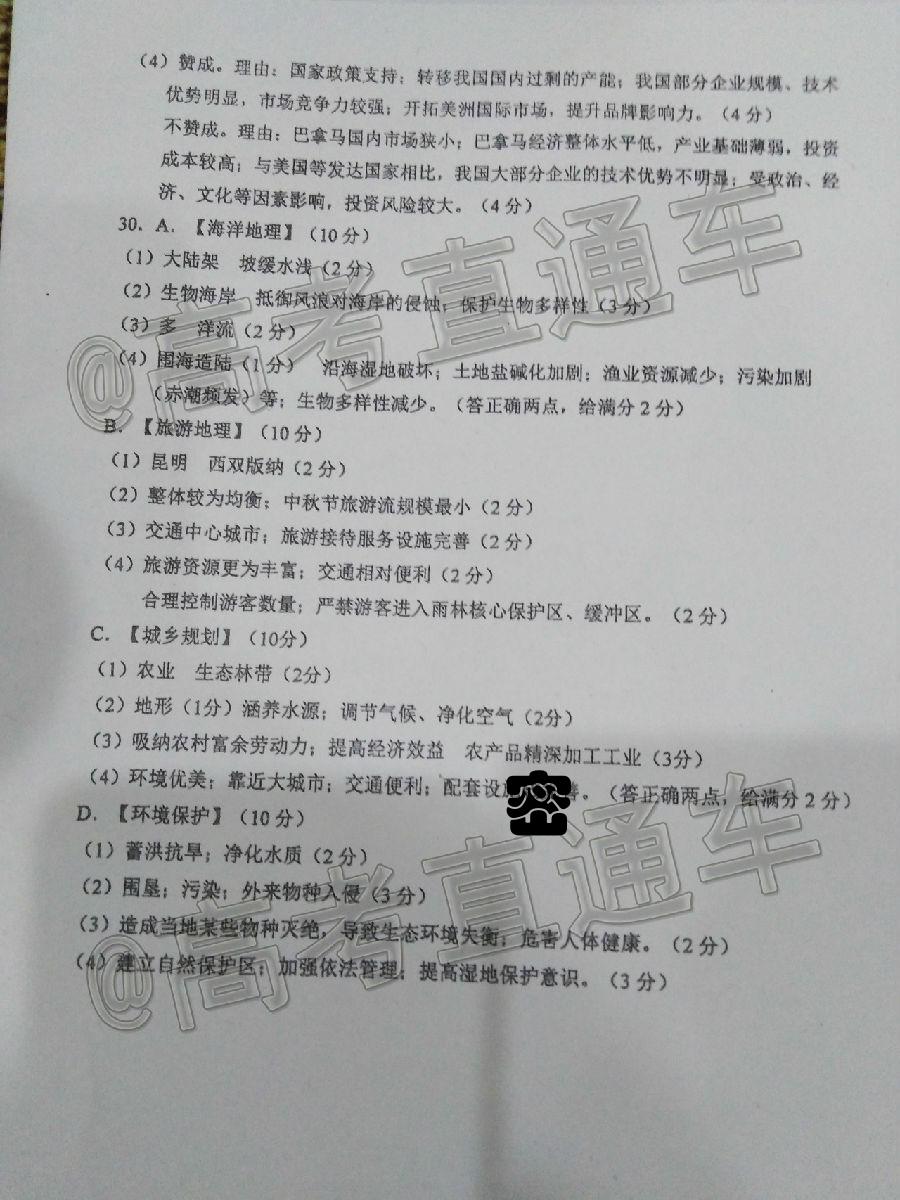 (4)赞成。理由：国家政策支持；转移我国国内过剩的产能；我国部分企业规模、技术
优势明显，市场竞争力较强；开拓美洲国际市场，提升品牌影响力。(4分)
不赞成。理由：巴拿马国内市场狭小；巴拿马经济整体水平低，产业基础薄弱，投资
成本较高；与美国等发达国家相比，我国大部分企业的技术优势不明显；受政治、经
济、文化等因素影响，投资风险较大。(4分)
30. A. 【海洋地理】(10分)
(1)大陆架 坡缓水浅(2分)
(2)生物海岸 抵御风浪对海岸的侵蚀；保护生物多样性(3分)
(3)多 洋流(2分)
(4)围海造陆(1分) 沿海湿地破坏；土地盐碱化加剧；渔业资源减少；污染加剧
(赤潮频发)等；生物多样性减少。(答正确两点，给满分2分)
B. 【旅游地理】(10分)
(1)昆明 西双版纳(2分)
(2)整体较为均衡；中秋节旅游流规模最小(2分)
(3)交通中心城市；旅游接待服务设施完善(2分)
(4)旅游资源更为丰富；交通相对便利(2分)
合理控制游客数量；严禁游客进入雨林核心保护区、缓冲区。(2分)
C. 【城乡规划】(10分)
(1)农业 生态林带(2分)
(2)地形(1分)涵养水源；调节气候、净化空气(2分)
(3)吸纳农村富余劳动力；提高经济效益 农产品精深加工工业(3分)
(4)环境优美；靠近大城市；交通便利；配套设施 善。(答正确两点，给满分2分)
D. 【环境保护】(10分)
(1)蓄洪抗旱；净化水质(2分)
(2)围垦；污染；外来物种入侵(3分)
(3)造成当地某些物种灭绝，导致生态环境失衡；危害人体健康。(2分)
(4)建立自然保护区；加强依法管理；提高湿地保护意识。(3分)
@高考直通车
@高考直通车